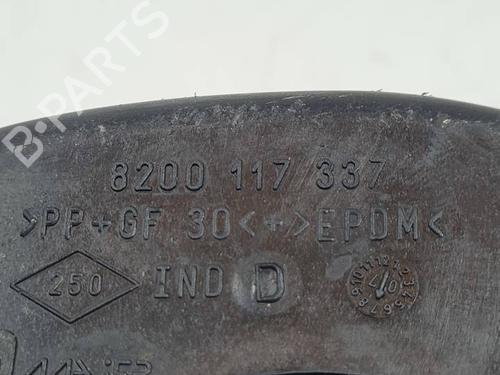 B-PARTS
8200 117 337
>PP+GF 30<+>EPDM<
250 IND D